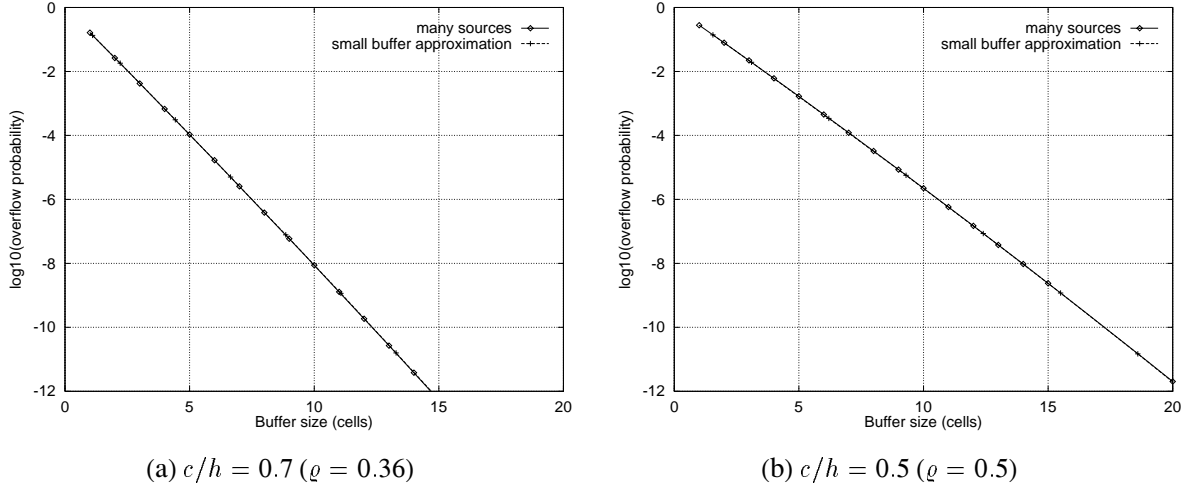 0
-2
-4
-6
-8
-10
-12
0
5
10
15
20
log10(overflow probability)
Buffer size (cells)
many sources
small buffer approximation
(a) c/h = 0.7 (ϱ = 0.36)
0
-2
-4
-6
-8
-10
-12
0
5
10
15
20
log10(overflow probability)
Buffer size (cells)
many sources
small buffer approximation
(b) c/h = 0.5 (ϱ = 0.5)